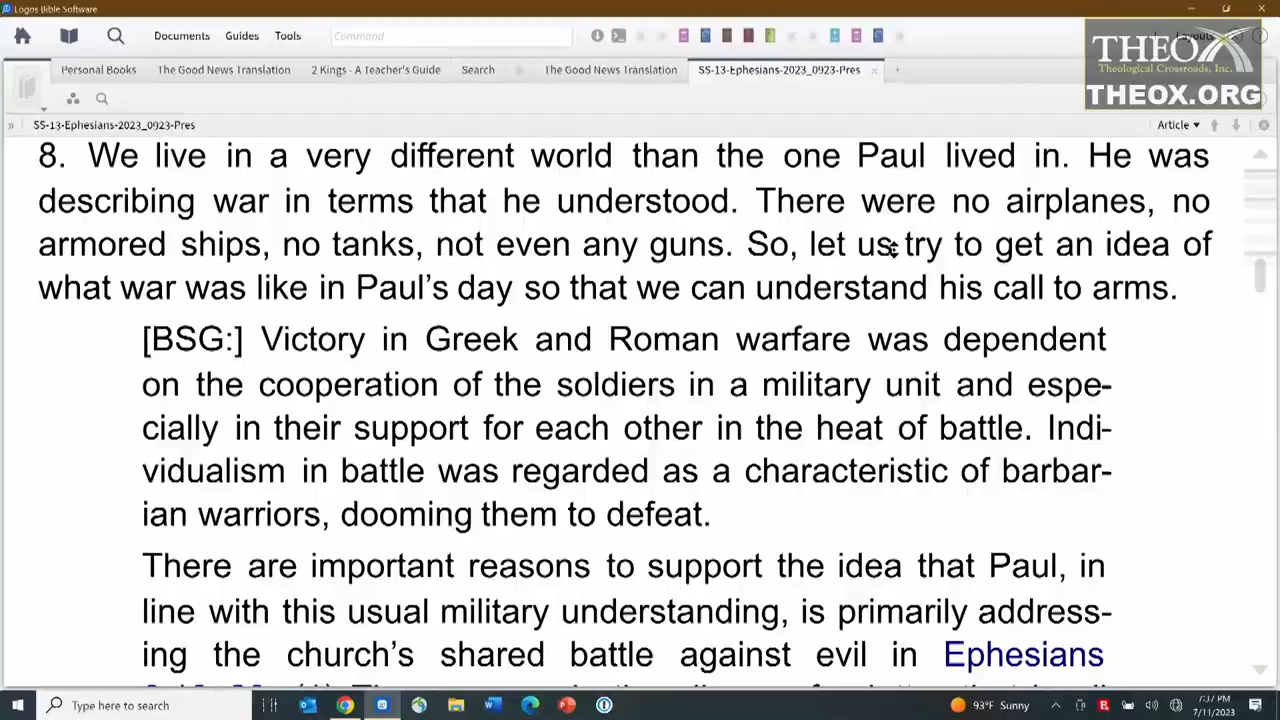 Logos Bible Software
Documents Guides Tools Command Layouts
THEOX
Theological Crossroads, Inc.
THEOX.ORG
Personal Books The Good News Translation 2 Kings - A Teacher's Guide The Good News Translation SS-13-Ephesians-2023_0923-Pres
SS-13-Ephesians-2023_0923-Pres Article
8. We live in a very different world than the one Paul lived in. He was
describing war in terms that he understood. There were no airplanes, no
armored ships, no tanks, not even any guns. So, let us try to get an idea of
what war was like in Paul's day so that we can understand his call to arms.
[BSG:] Victory in Greek and Roman warfare was dependent
on the cooperation of the soldiers in a military unit and espe-
cially in their support for each other in the heat of battle. Indi-
vidualism in battle was regarded as a characteristic of barbar-
ian warriors, dooming them to defeat.
There are important reasons to support the idea that Paul, in
line with this usual military understanding, is primarily address-
ing the church's shared battle against evil in Ephesians
Type here to search
93°F Sunny
7:37 PM
7/11/2023